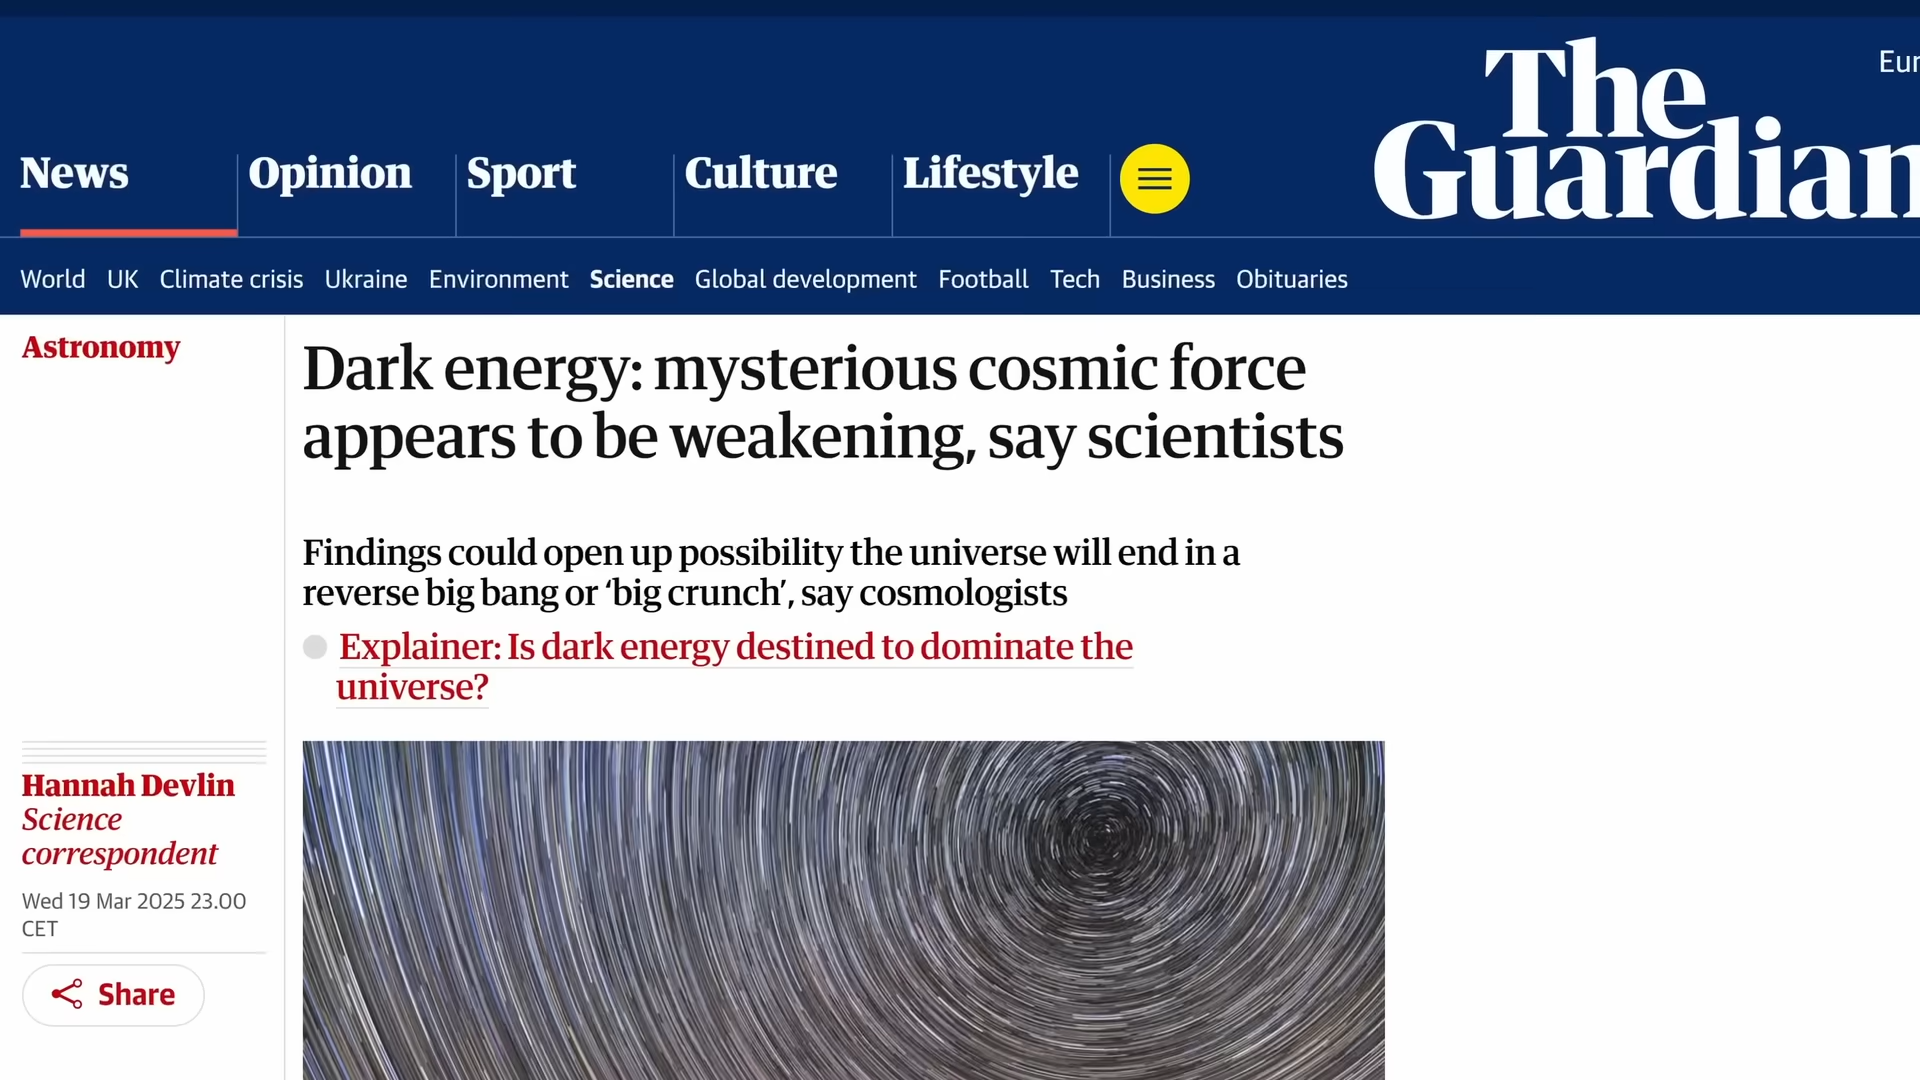 The
Guardian
News
Opinion
Sport
Culture
Lifestyle
World
UK
Climate crisis
Ukraine
Environment
Science
Global development
Football
Tech
Business
Obituaries
Astronomy
Dark energy: mysterious cosmic force
appears to be weakening, say scientists
Findings could open up possibility the universe will end in a
reverse big bang or ‘big crunch’, say cosmologists
Explainer: Is dark energy destined to dominate the
universe?
Hannah Devlin
Science
correspondent
Wed 19 Mar 2025 23.00
CET
Share